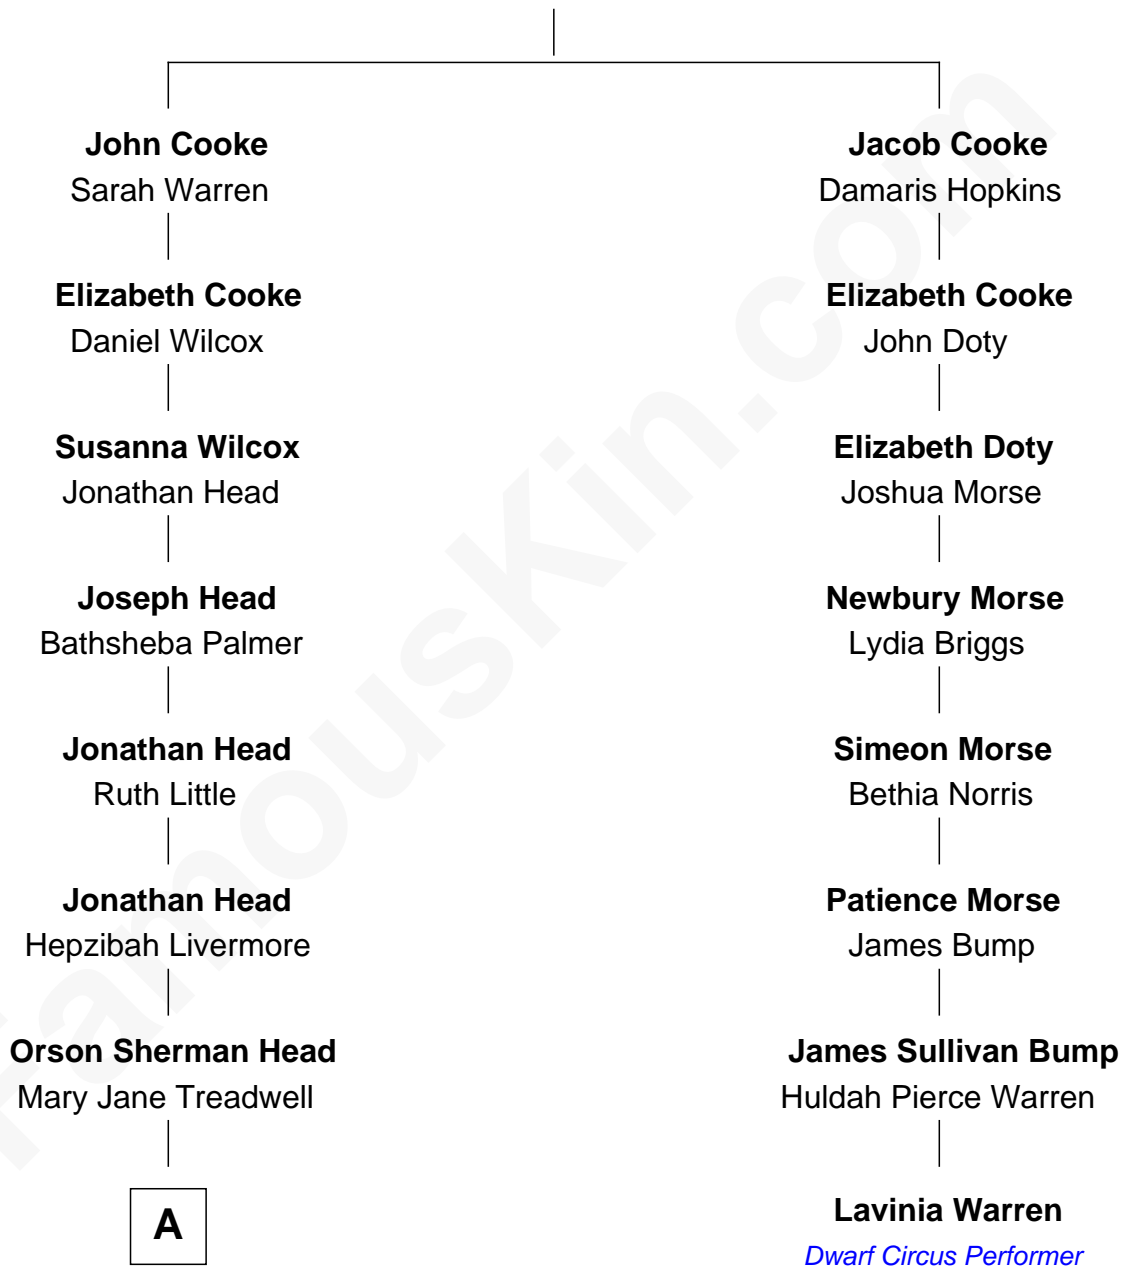 John Cooke
Sarah Warren
Elizabeth Cooke
Daniel Wilcox
Susanna Wilcox
Jonathan Head
Joseph Head
Bathsheba Palmer
Jonathan Head
Ruth Little
Jonathan Head
Hepzibah Livermore
Orson Sherman Head
Mary Jane Treadwell
A
Jacob Cooke
Damaris Hopkins
Elizabeth Cooke
John Doty
Elizabeth Doty
Joshua Morse
Newbury Morse
Lydia Briggs
Simeon Morse
Bethia Norris
Patience Morse
James Bump
James Sullivan Bump
Huldah Pierce Warren
Lavinia Warren
Dwarf Circus Performer
FamousKin.com